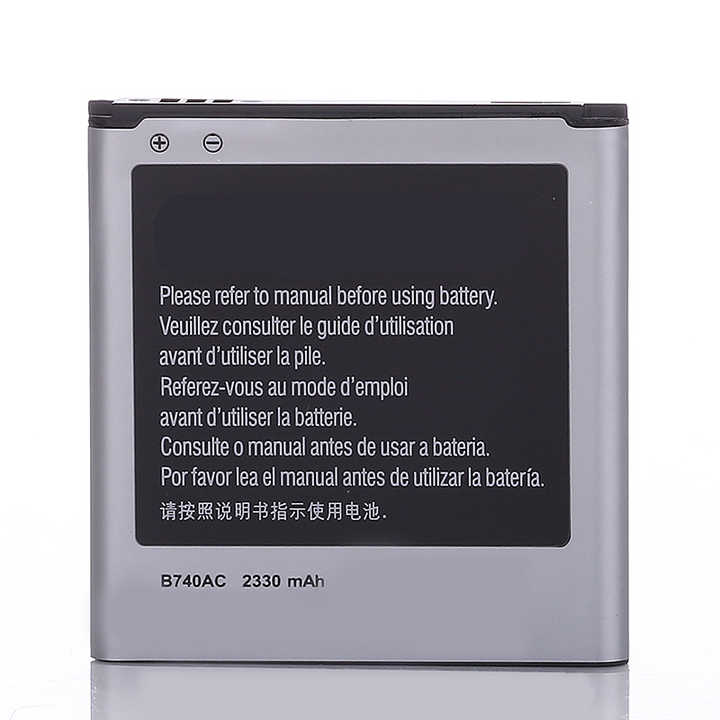 + -
Please refer to manual before using battery.
Veuillez consulter le guide d’utilisation
avant d’utiliser la pile.
Referez-vous au mode d’emploi
avant d’utiliser la batterie.
Consulte o manual antes de usar a bateria.
Por favor lea el manual antes de utilizar la batería.
请按照说明书指示使用电池.
B740AC 2330 mAh